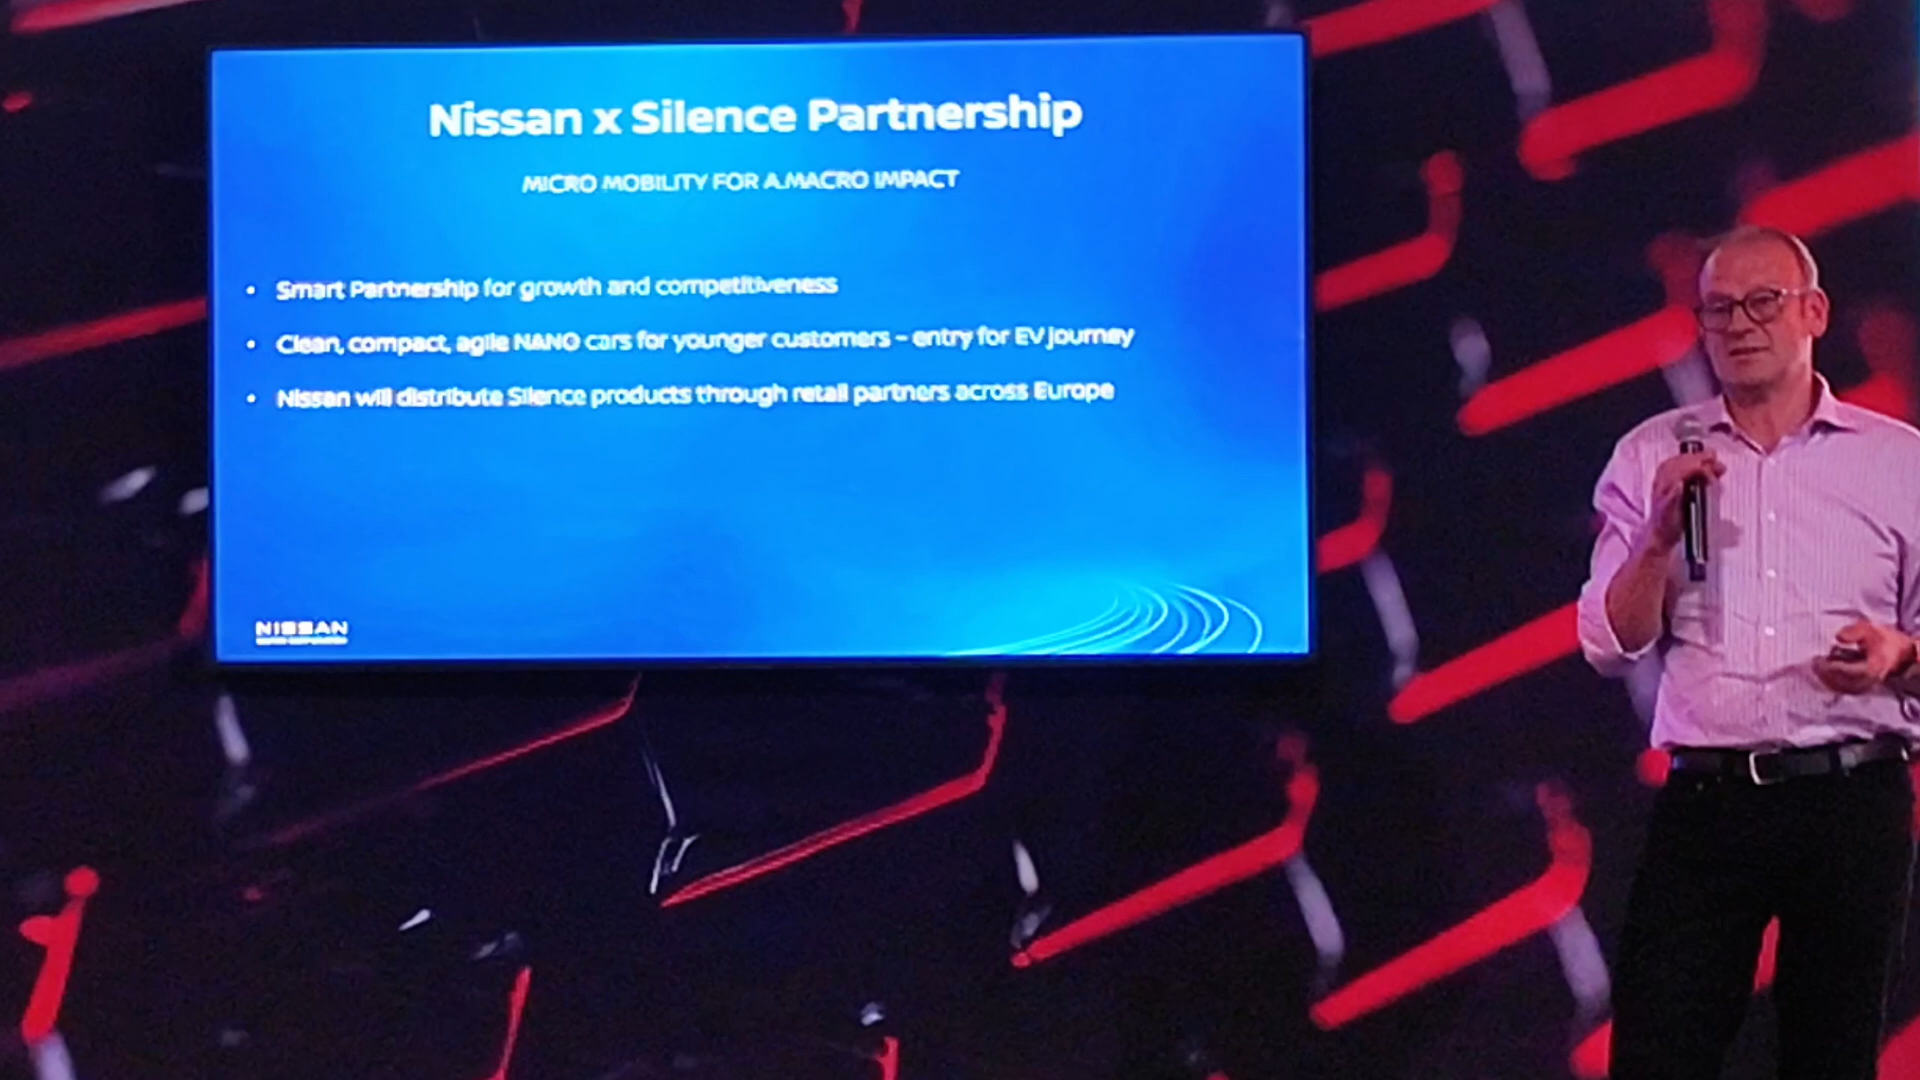 Nissan x Silence Partnership
MICRO MOBILITY FOR A MACRO IMPACT
• Smart Partnership for growth and competitiveness
• Clean, compact, agile NANO cars for younger customers – entry for EV journey
• Nissan will distribute Silence products through retail partners across Europe
NISSAN